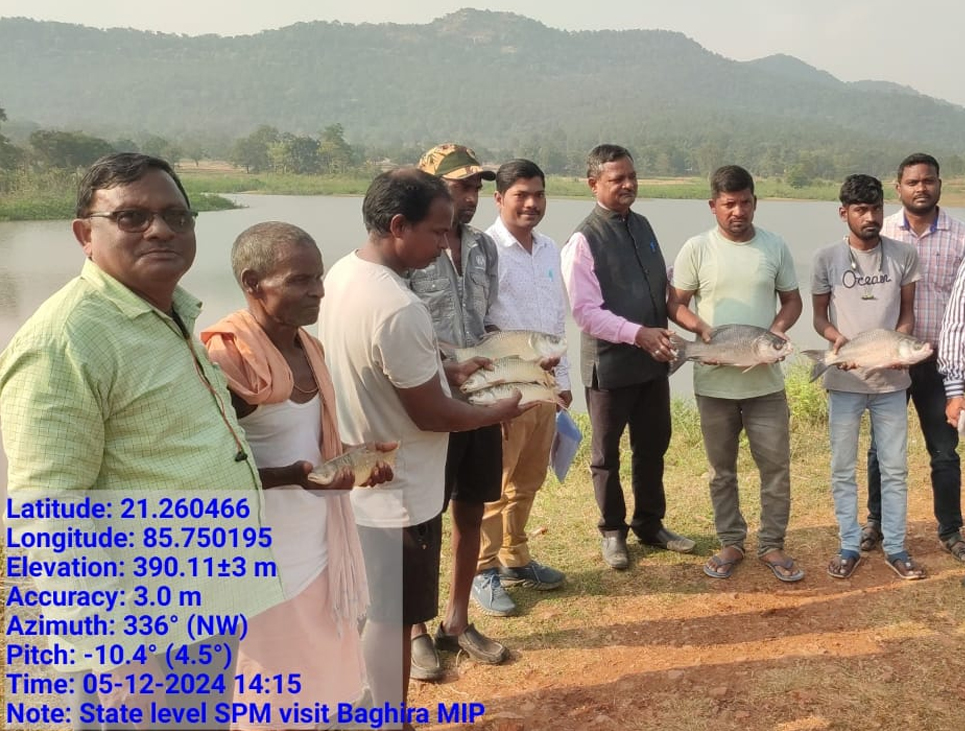 Ocean
Latitude: 21.260466
Longitude: 85.750195
Elevation: 390.11±3 m
Accuracy: 3.0 m
Azimuth: 336° (NW)
Pitch: -10.4° (4.5°)
Time: 05-12-2024 14:15
Note: State level SPM visit Baghira MIP